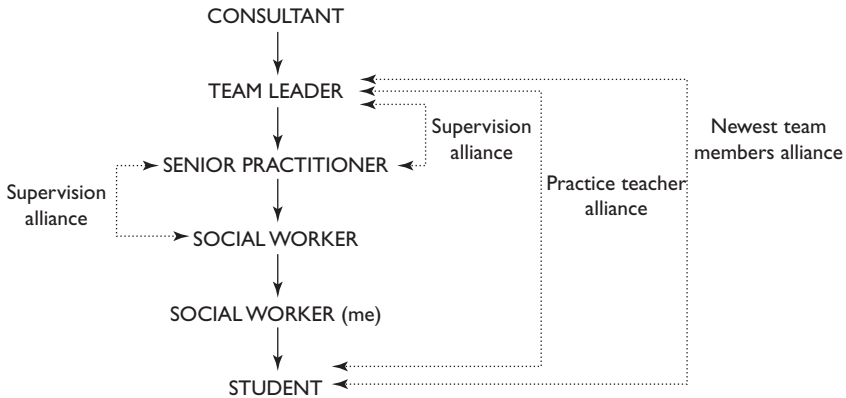 CONSULTANT
TEAM LEADER
Supervision
alliance
Newest team
members alliance
SENIOR PRACTITIONER
Practice teacher
alliance
Supervision
alliance
SOCIAL WORKER
SOCIAL WORKER (me)
STUDENT